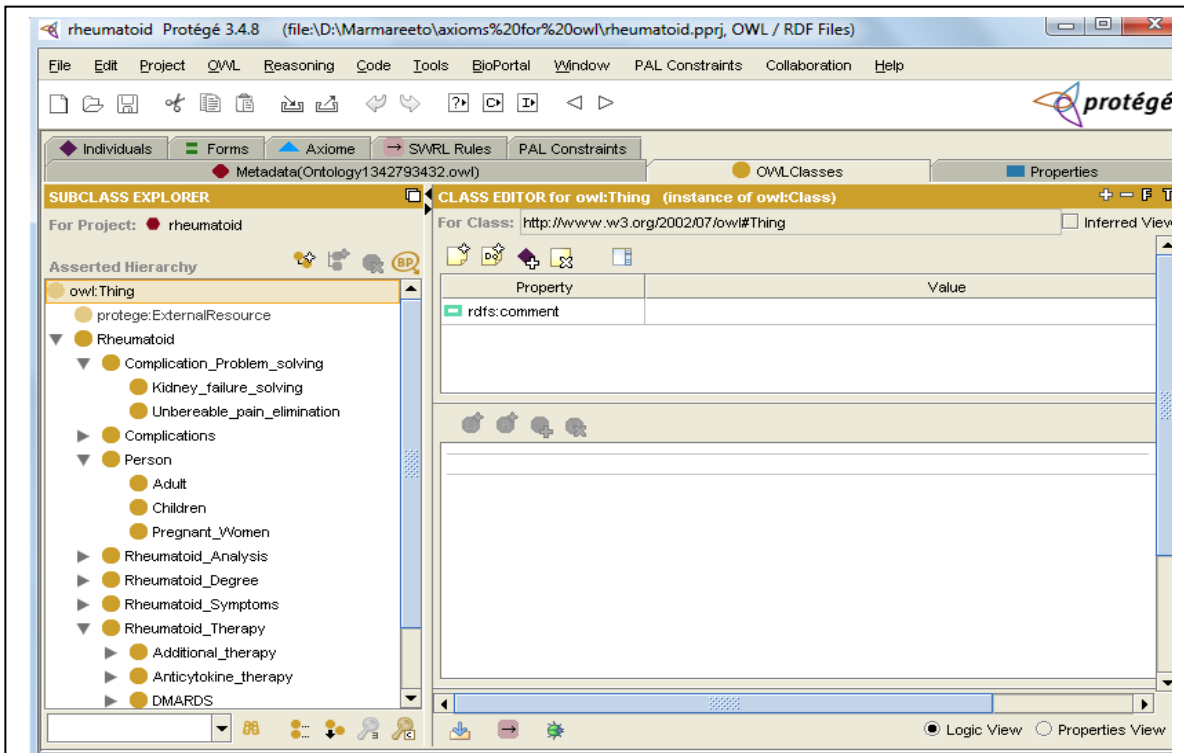 rheumatoid Protégé 3.4.8 (file:\D:\Marmareeto\axioms%20for%20owl\rheumatoid.pprj, OWL / RDF Files)
File Edit Project OWL Reasoning Code Tools BioPortal Window PAL Constraints Collaboration Help
protégé
Individuals Forms Axiome SWRL Rules PAL Constraints
Metadata(Ontology1342793432.owl) OWLClasses Properties
SUBCLASS EXPLORER
For Project: rheumatoid
Asserted Hierarchy
BP
owl:Thing
protege:ExternalResource
Rheumatoid
Complication_Problem_solving
Kidney_failure_solving
Unbereable_pain_elimination
Complications
Person
Adult
Children
Pregnant_Women
Rheumatoid_Analysis
Rheumatoid_Degree
Rheumatoid_Symptoms
Rheumatoid_Therapy
Additional_therapy
Anticytokine_therapy
DMARDS
CLASS EDITOR for owl:Thing (instance of owl:Class)
F T
For Class: http://www.w3.org/2002/07/owl#Thing Inferred View
Property Value
rdfs:comment
Logic View Properties View